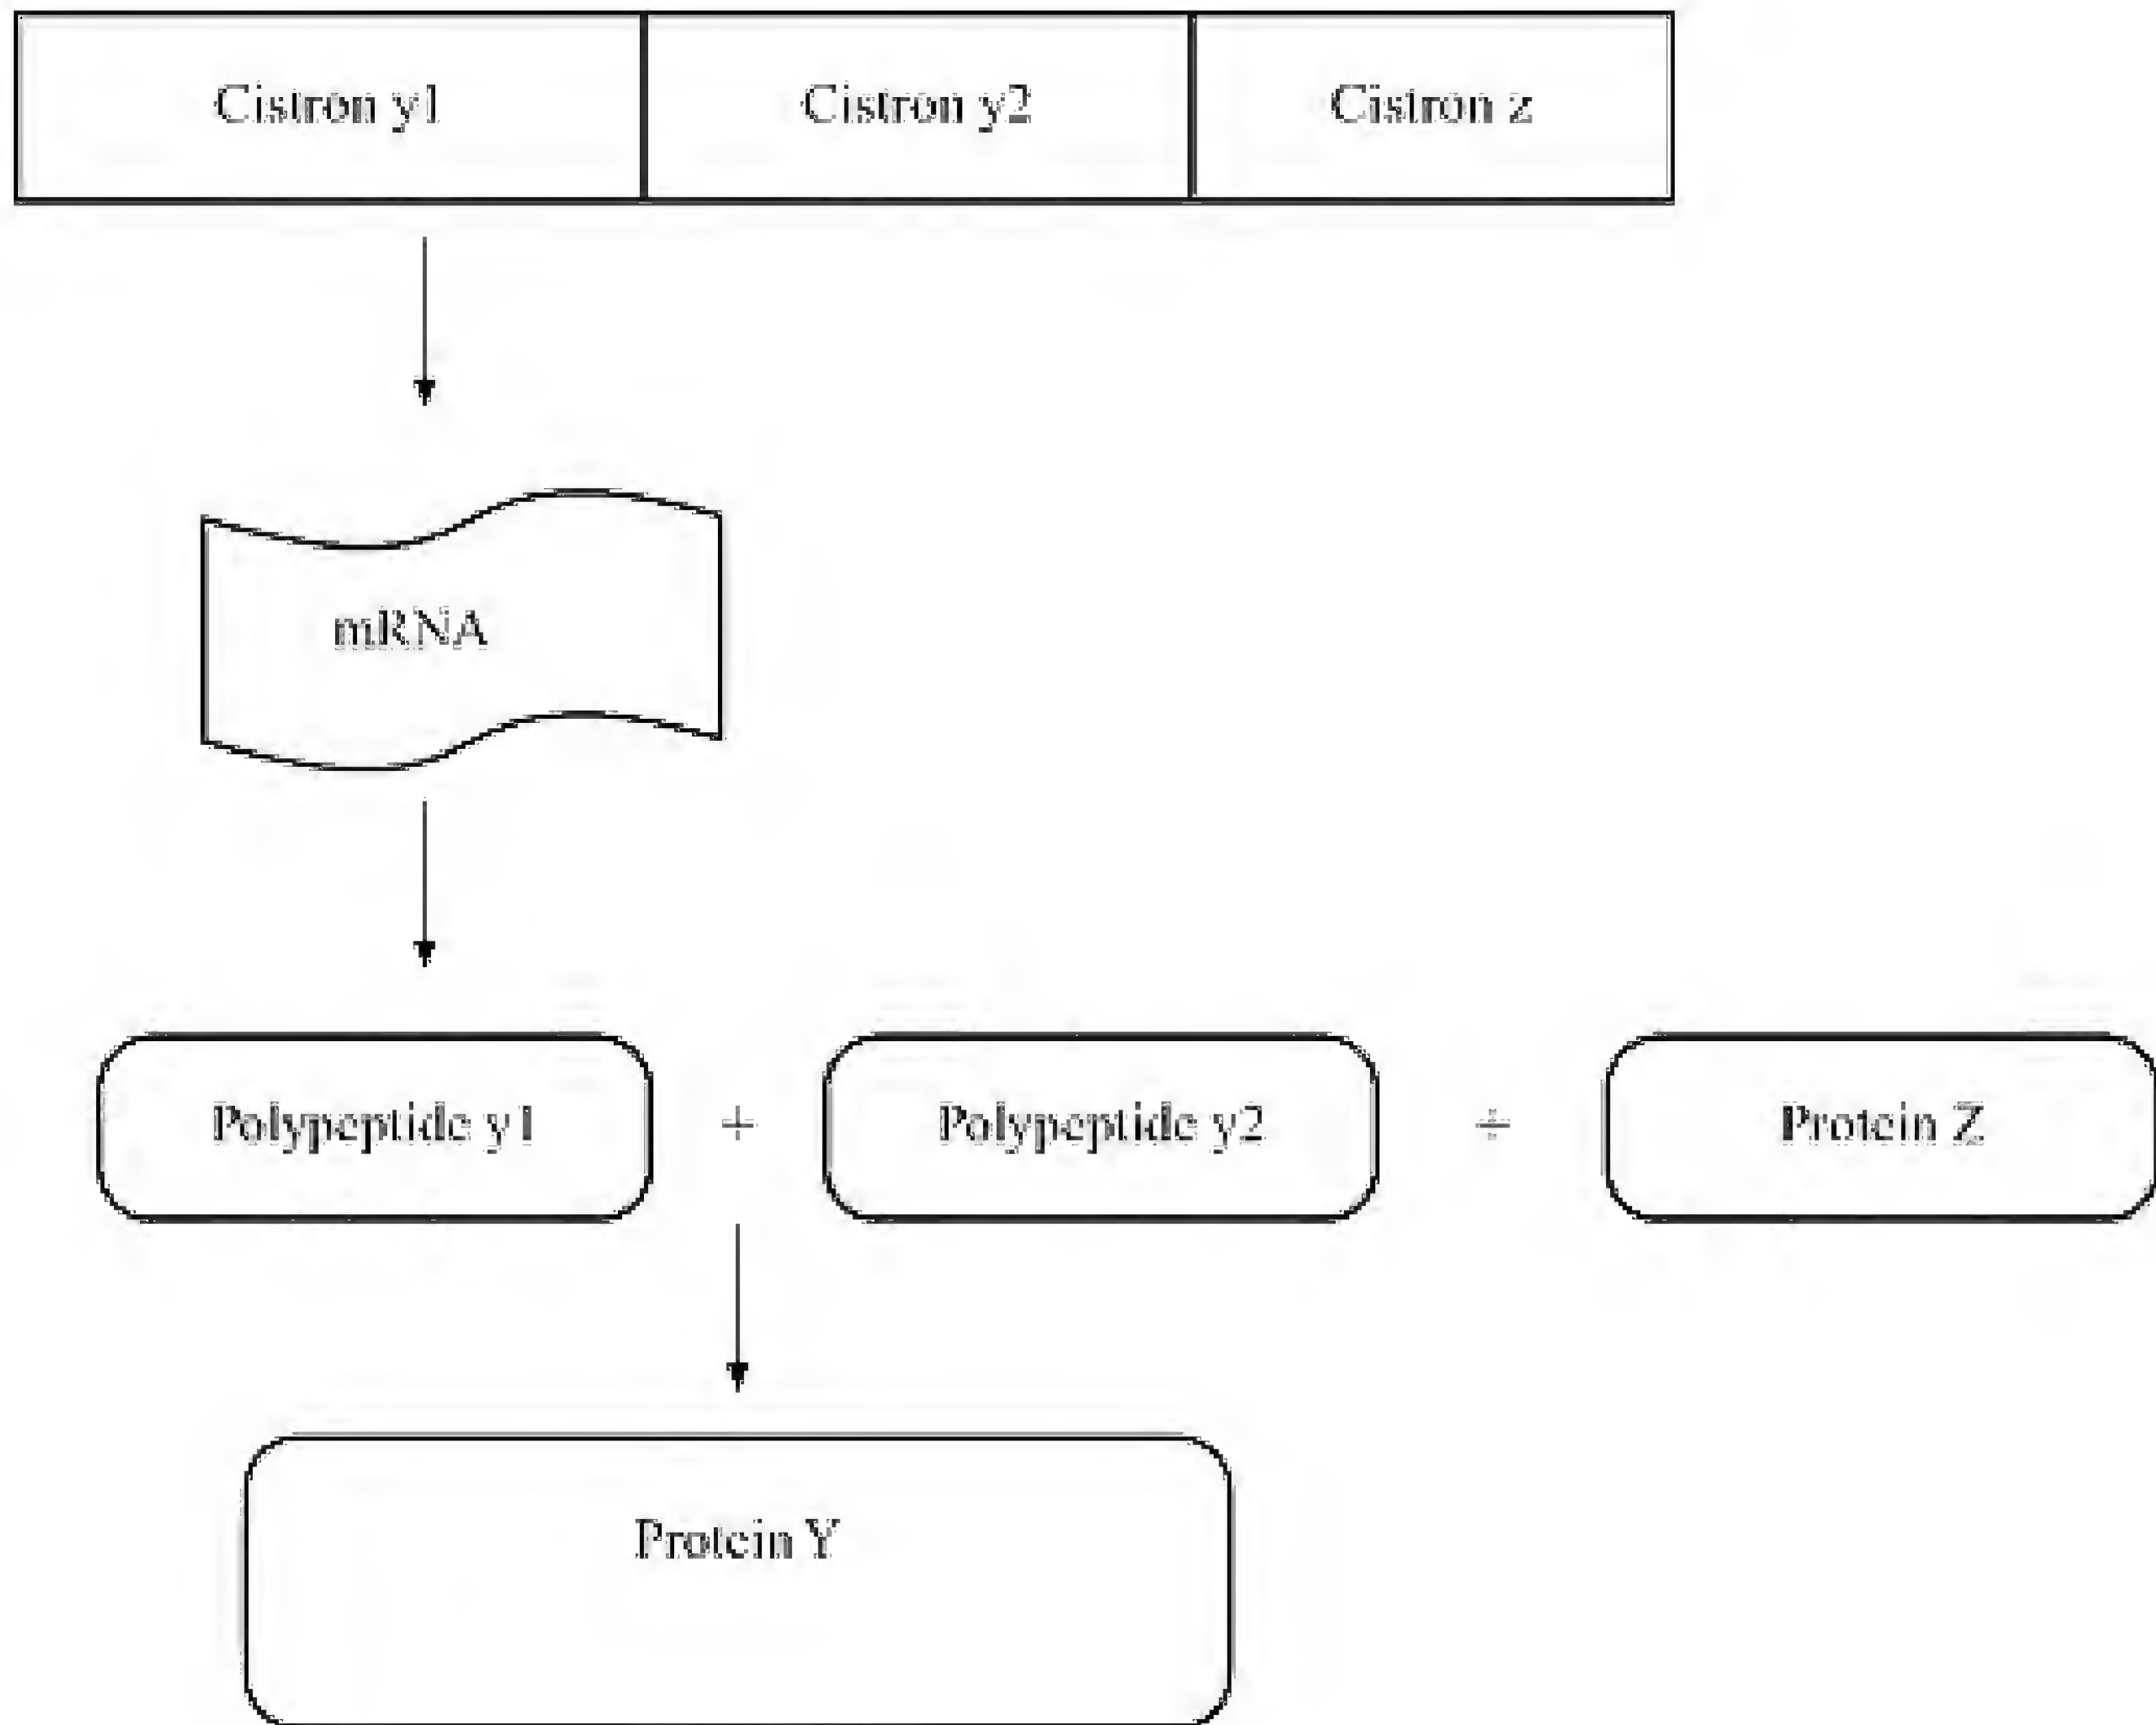 Cistron y1 Cistron y2 Cistron z
mRNA
Polypeptide y1 + Polypeptide y2 + Protein Z
Protein Y